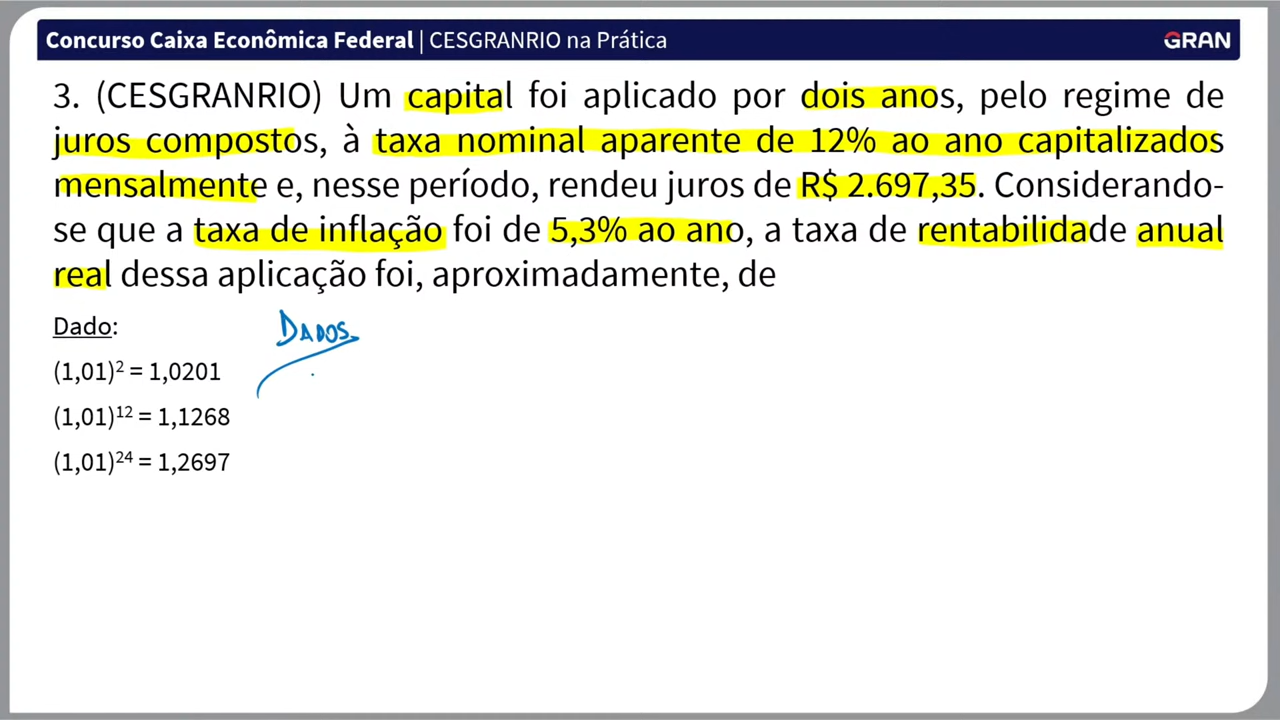 Concurso Caixa Econômica Federal | CESGRANRIO na Prática
GRAN
3. (CESGRANRIO) Um capital foi aplicado por dois anos, pelo regime de
juros compostos, à taxa nominal aparente de 12% ao ano capitalizados
mensalmente e, nesse período, rendeu juros de R$ 2.697,35. Considerando-
se que a taxa de inflação foi de 5,3% ao ano, a taxa de rentabilidade anual
real dessa aplicação foi, aproximadamente, de
Dado:
DADOS
(1,01)² = 1,0201
(1,01)¹² = 1,1268
(1,01)²⁴ = 1,2697